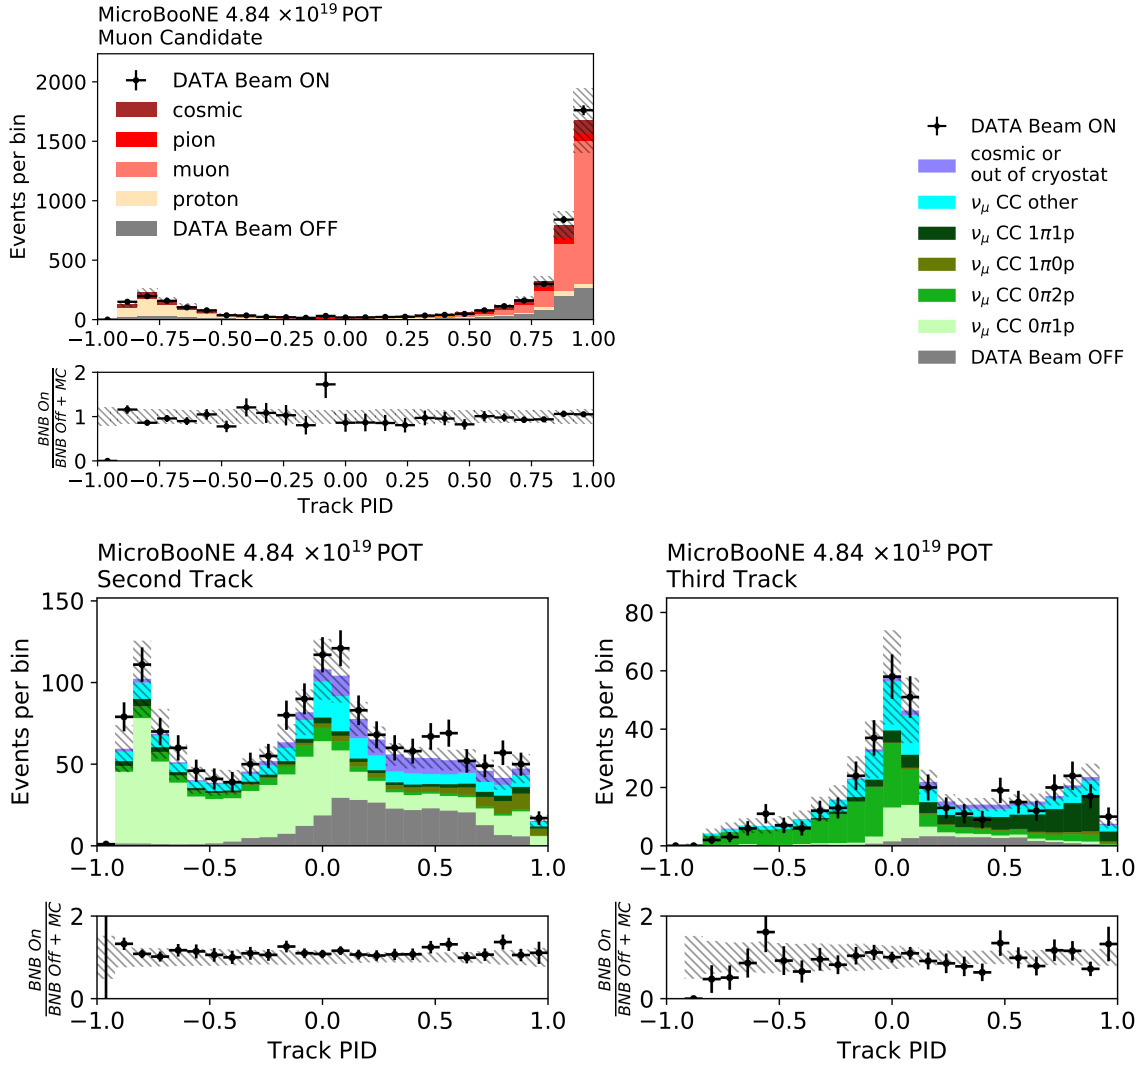 MicroBooNE 4.84 ×10¹⁹ POT
Muon Candidate
Events per bin
2000
1500
1000
500
0
DATA Beam ON
cosmic
pion
muon
proton
DATA Beam OFF
−1.00 −0.75 −0.50 −0.25 0.00 0.25 0.50 0.75 1.00
BNB On
BNB Off + MC
2
1
0
−1.00 −0.75 −0.50 −0.25 0.00 0.25 0.50 0.75 1.00
Track PID
DATA Beam ON
cosmic or
out of cryostat
νμ CC other
νμ CC 1π1p
νμ CC 1π0p
νμ CC 0π2p
νμ CC 0π1p
DATA Beam OFF
MicroBooNE 4.84 ×10¹⁹ POT
Second Track
Events per bin
150
100
50
0
−1.0 −0.5 0.0 0.5 1.0
BNB On
BNB Off + MC
2
1
0
−1.0 −0.5 0.0 0.5 1.0
Track PID
MicroBooNE 4.84 ×10¹⁹ POT
Third Track
Events per bin
80
60
40
20
0
−1.0 −0.5 0.0 0.5 1.0
BNB On
BNB Off + MC
2
1
0
−1.0 −0.5 0.0 0.5 1.0
Track PID